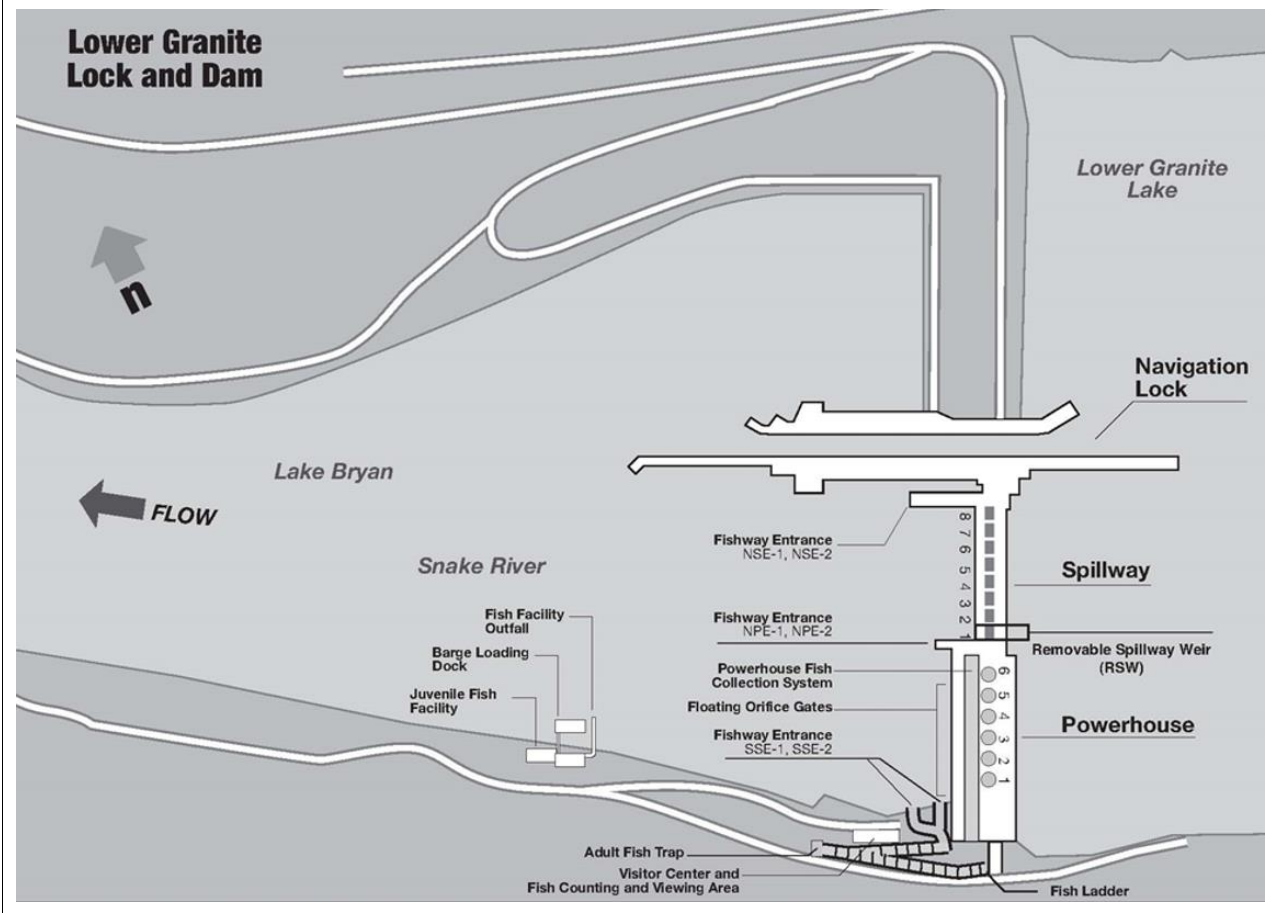 Lower Granite
Lock and Dam
Lower Granite
Lake
n
Navigation
Lock
Lake Bryan
FLOW
Fishway Entrance
NSE-1, NSE-2
8
7
6
5
4
3
2
1
Spillway
Snake River
Fish Facility
Outfall
Fishway Entrance
NPE-1, NPE-2
Removable Spillway Weir
(RSW)
Barge Loading
Dock
Powerhouse Fish
Collection System
Juvenile Fish
Facility
Floating Orifice Gates
6
5
4
3
2
1
Powerhouse
Fishway Entrance
SSE-1, SSE-2
Adult Fish Trap
Visitor Center and
Fish Counting and Viewing Area
Fish Ladder